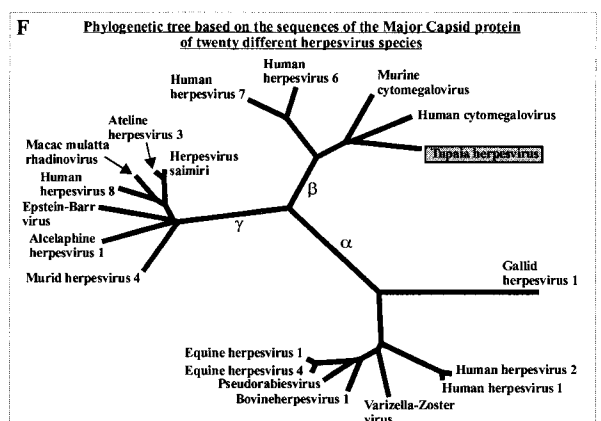 F
Phylogenetic tree based on the sequences of the Major Capsid protein
of twenty different herpesvirus species
Human
herpesvirus 7
Human
herpesvirus 6
Murine
cytomegalovirus
Human cytomegalovirus
Tupaia herpesvirus
Ateline
herpesvirus 3
Macac mulatta
rhadinovirus
Herpesvirus
saimiri
Human
herpesvirus 8
Epstein-Barr
virus
Alcelaphine
herpesvirus 1
Murid herpesvirus 4
γ
β
α
Gallid
herpesvirus 1
Equine herpesvirus 1
Equine herpesvirus 4
Pseudorabiesvirus
Bovineherpesvirus 1
Varizella-Zoster
virus
Human herpesvirus 2
Human herpesvirus 1